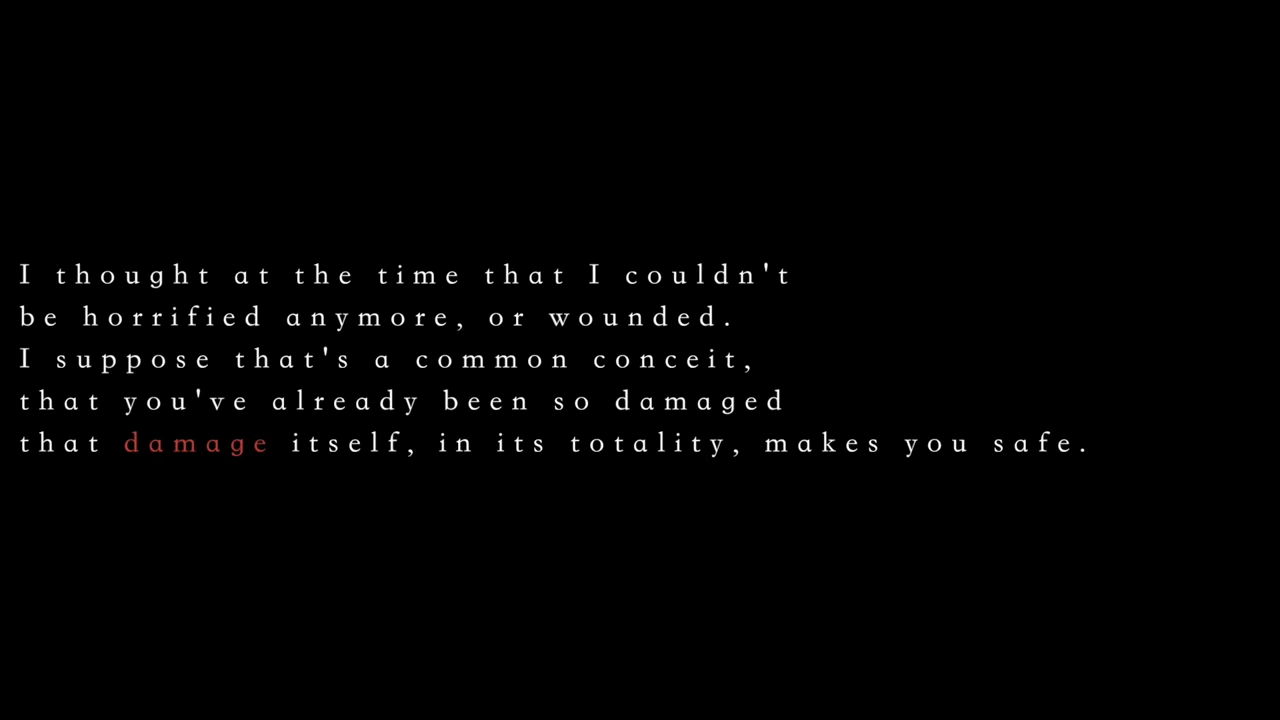 I thought at the time that I couldn't
be horrified anymore, or wounded.
I suppose that's a common conceit,
that you've already been so damaged
that damage itself, in its totality, makes you safe.